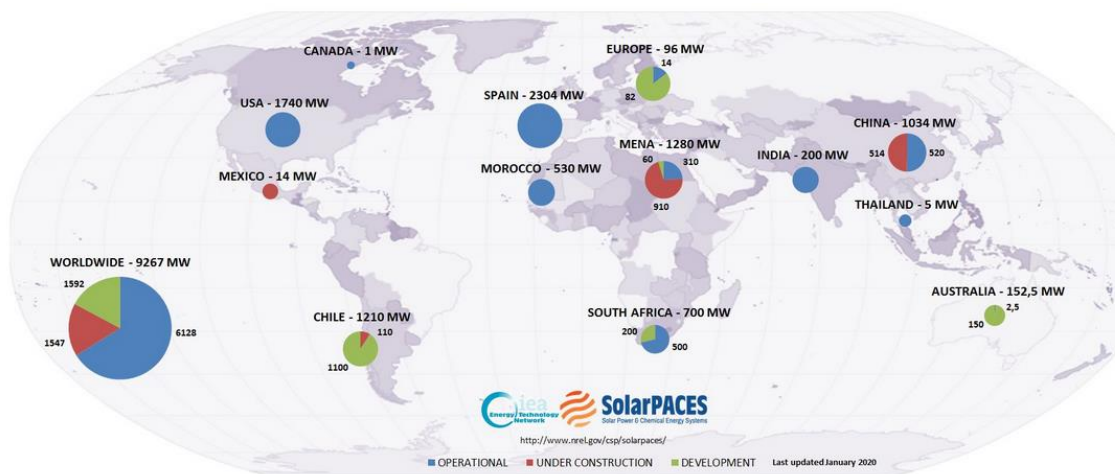 CANADA - 1 MW
EUROPE - 96 MW
14
82
USA - 1740 MW
SPAIN - 2304 MW
CHINA - 1034 MW
514
520
MENA - 1280 MW
60
310
910
INDIA - 200 MW
MOROCCO - 530 MW
MEXICO - 14 MW
THAILAND - 5 MW
WORLDWIDE - 9267 MW
1592
1547
6128
AUSTRALIA - 152,5 MW
2,5
150
CHILE - 1210 MW
110
1100
SOUTH AFRICA - 700 MW
200
500
iea
Energy Technology
Network
SolarPACES
Solar Power & Chemical Energy Systems
http://www.nrel.gov/csp/solarpaces/
OPERATIONAL UNDER CONSTRUCTION DEVELOPMENT Last updated January 2020